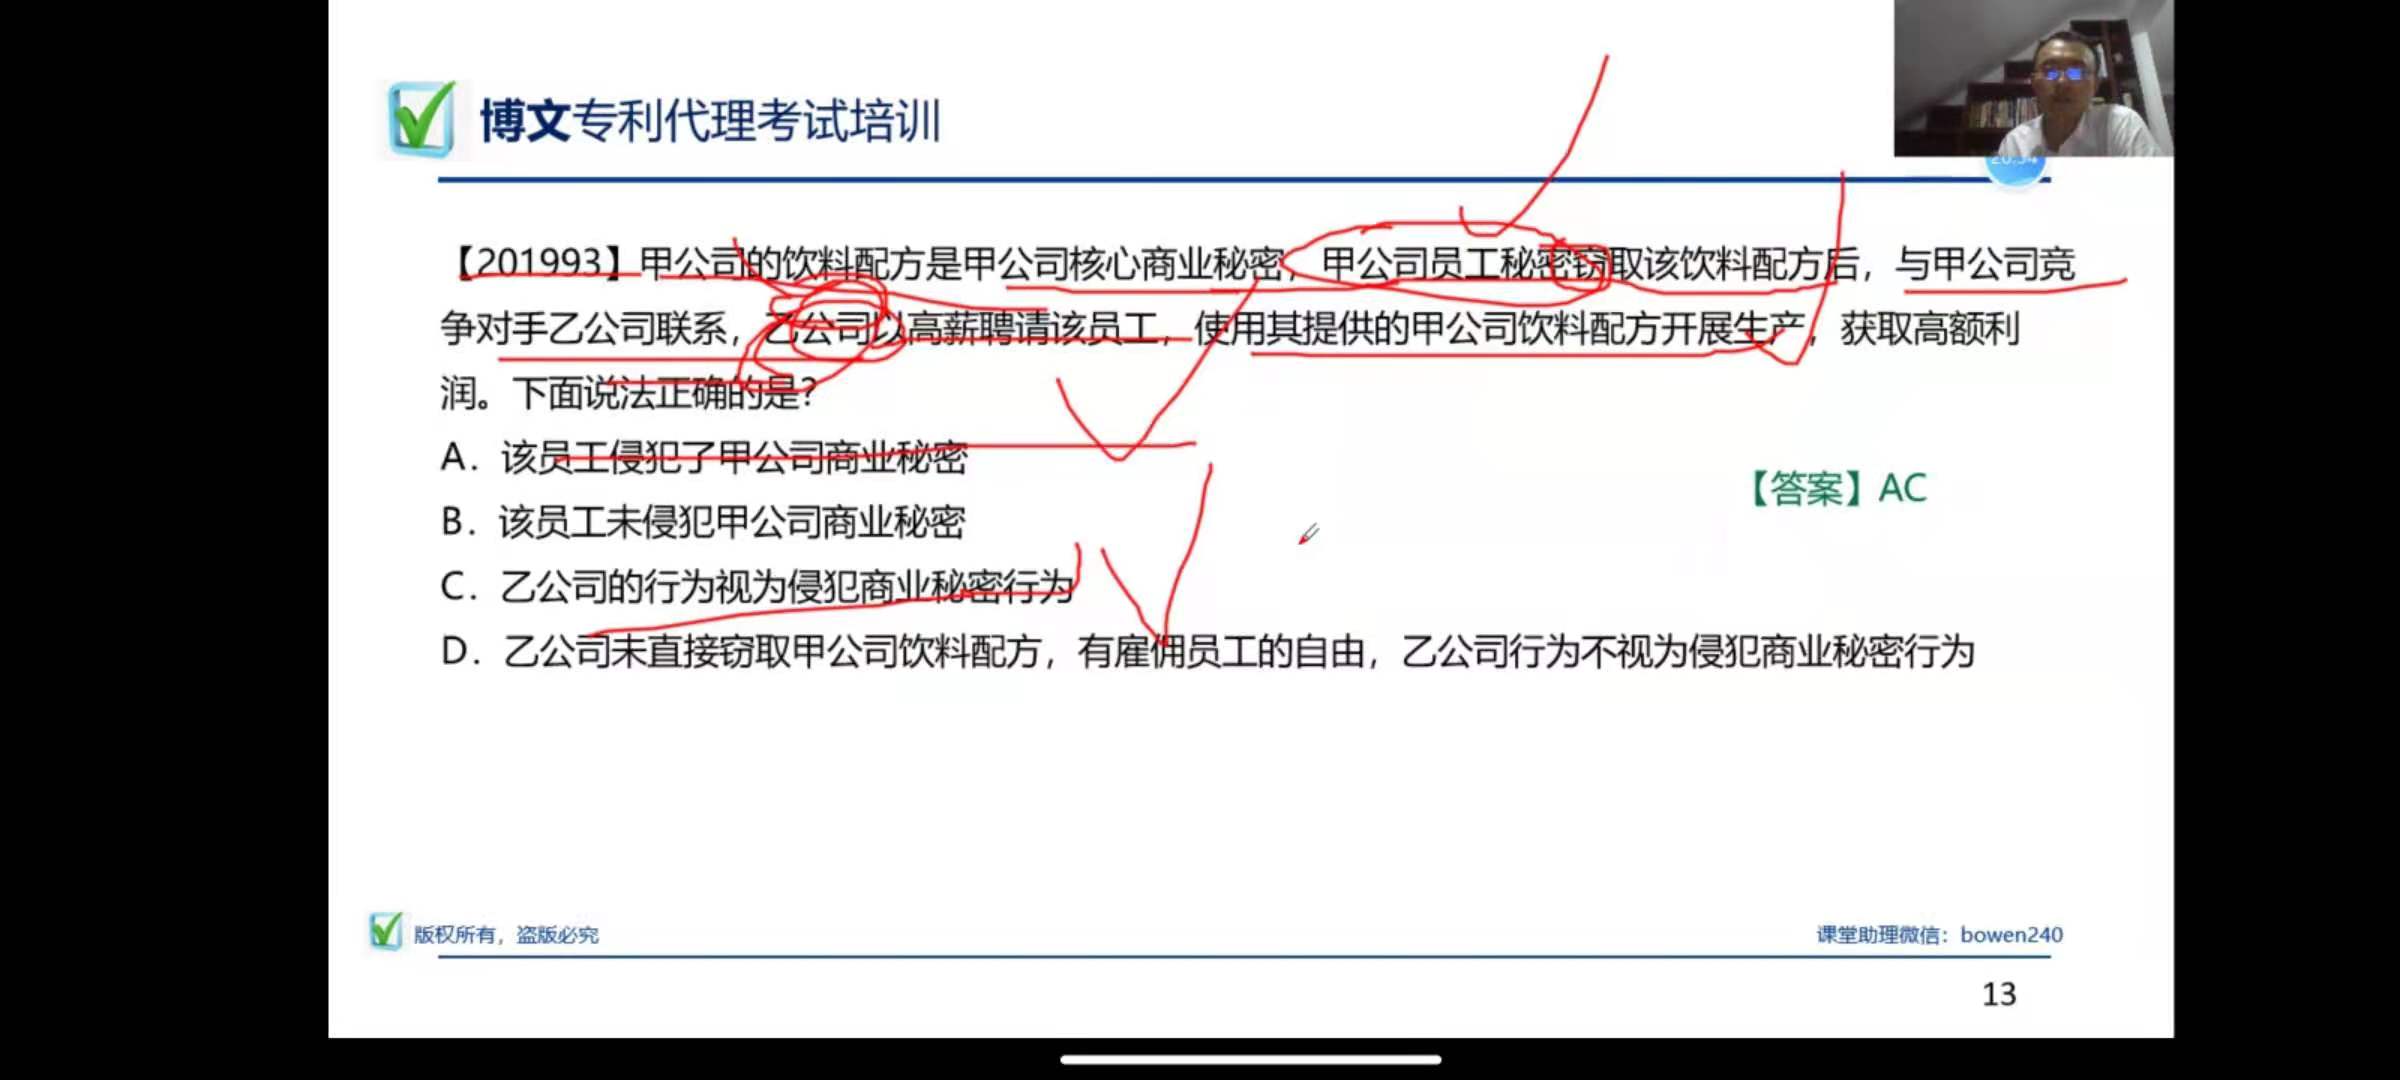 博文专利代理考试培训
20:34
【201993】甲公司的饮料配方是甲公司核心商业秘密，甲公司员工秘密窃取该饮料配方后，与甲公司竞
争对手乙公司联系，乙公司以高薪聘请该员工，使用其提供的甲公司饮料配方开展生产，获取高额利
润。下面说法正确的是？
A．该员工侵犯了甲公司商业秘密
【答案】AC
B．该员工未侵犯甲公司商业秘密
C．乙公司的行为视为侵犯商业秘密行为
D．乙公司未直接窃取甲公司饮料配方，有雇佣员工的自由，乙公司行为不视为侵犯商业秘密行为
版权所有，盗版必究
课堂助理微信：bowen240
13